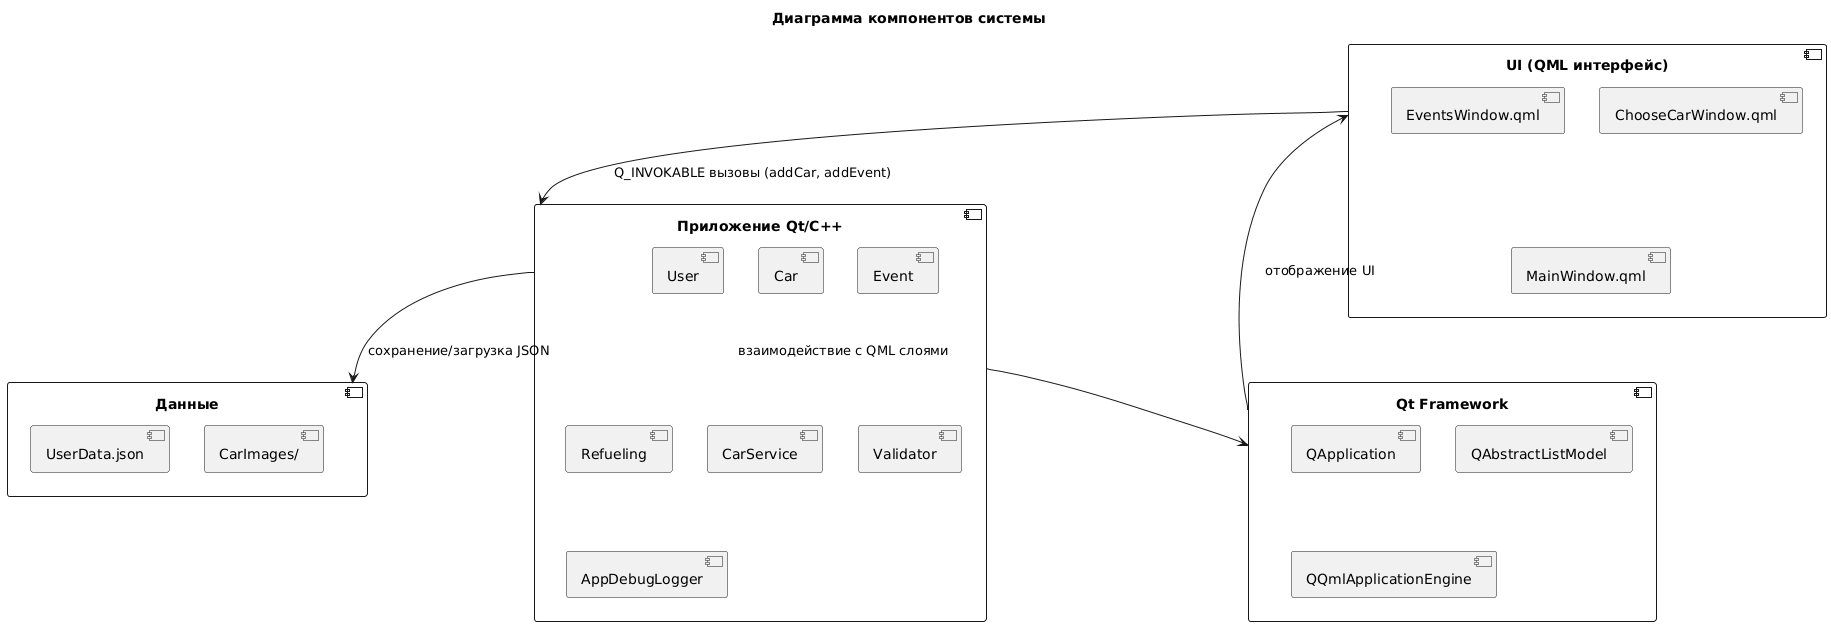 Диаграмма компонентов системы
UI (QML интерфейс)
EventsWindow.qml
ChooseCarWindow.qml
MainWindow.qml
Q_INVOKABLE вызовы (addCar, addEvent)
отображение UI
Приложение Qt/C++
User
Car
Event
взаимодействие с QML слоями
Refueling
CarService
Validator
AppDebugLogger
сохранение/загрузка JSON
Данные
UserData.json
CarImages/
Qt Framework
QApplication
QAbstractListModel
QQmlApplicationEngine